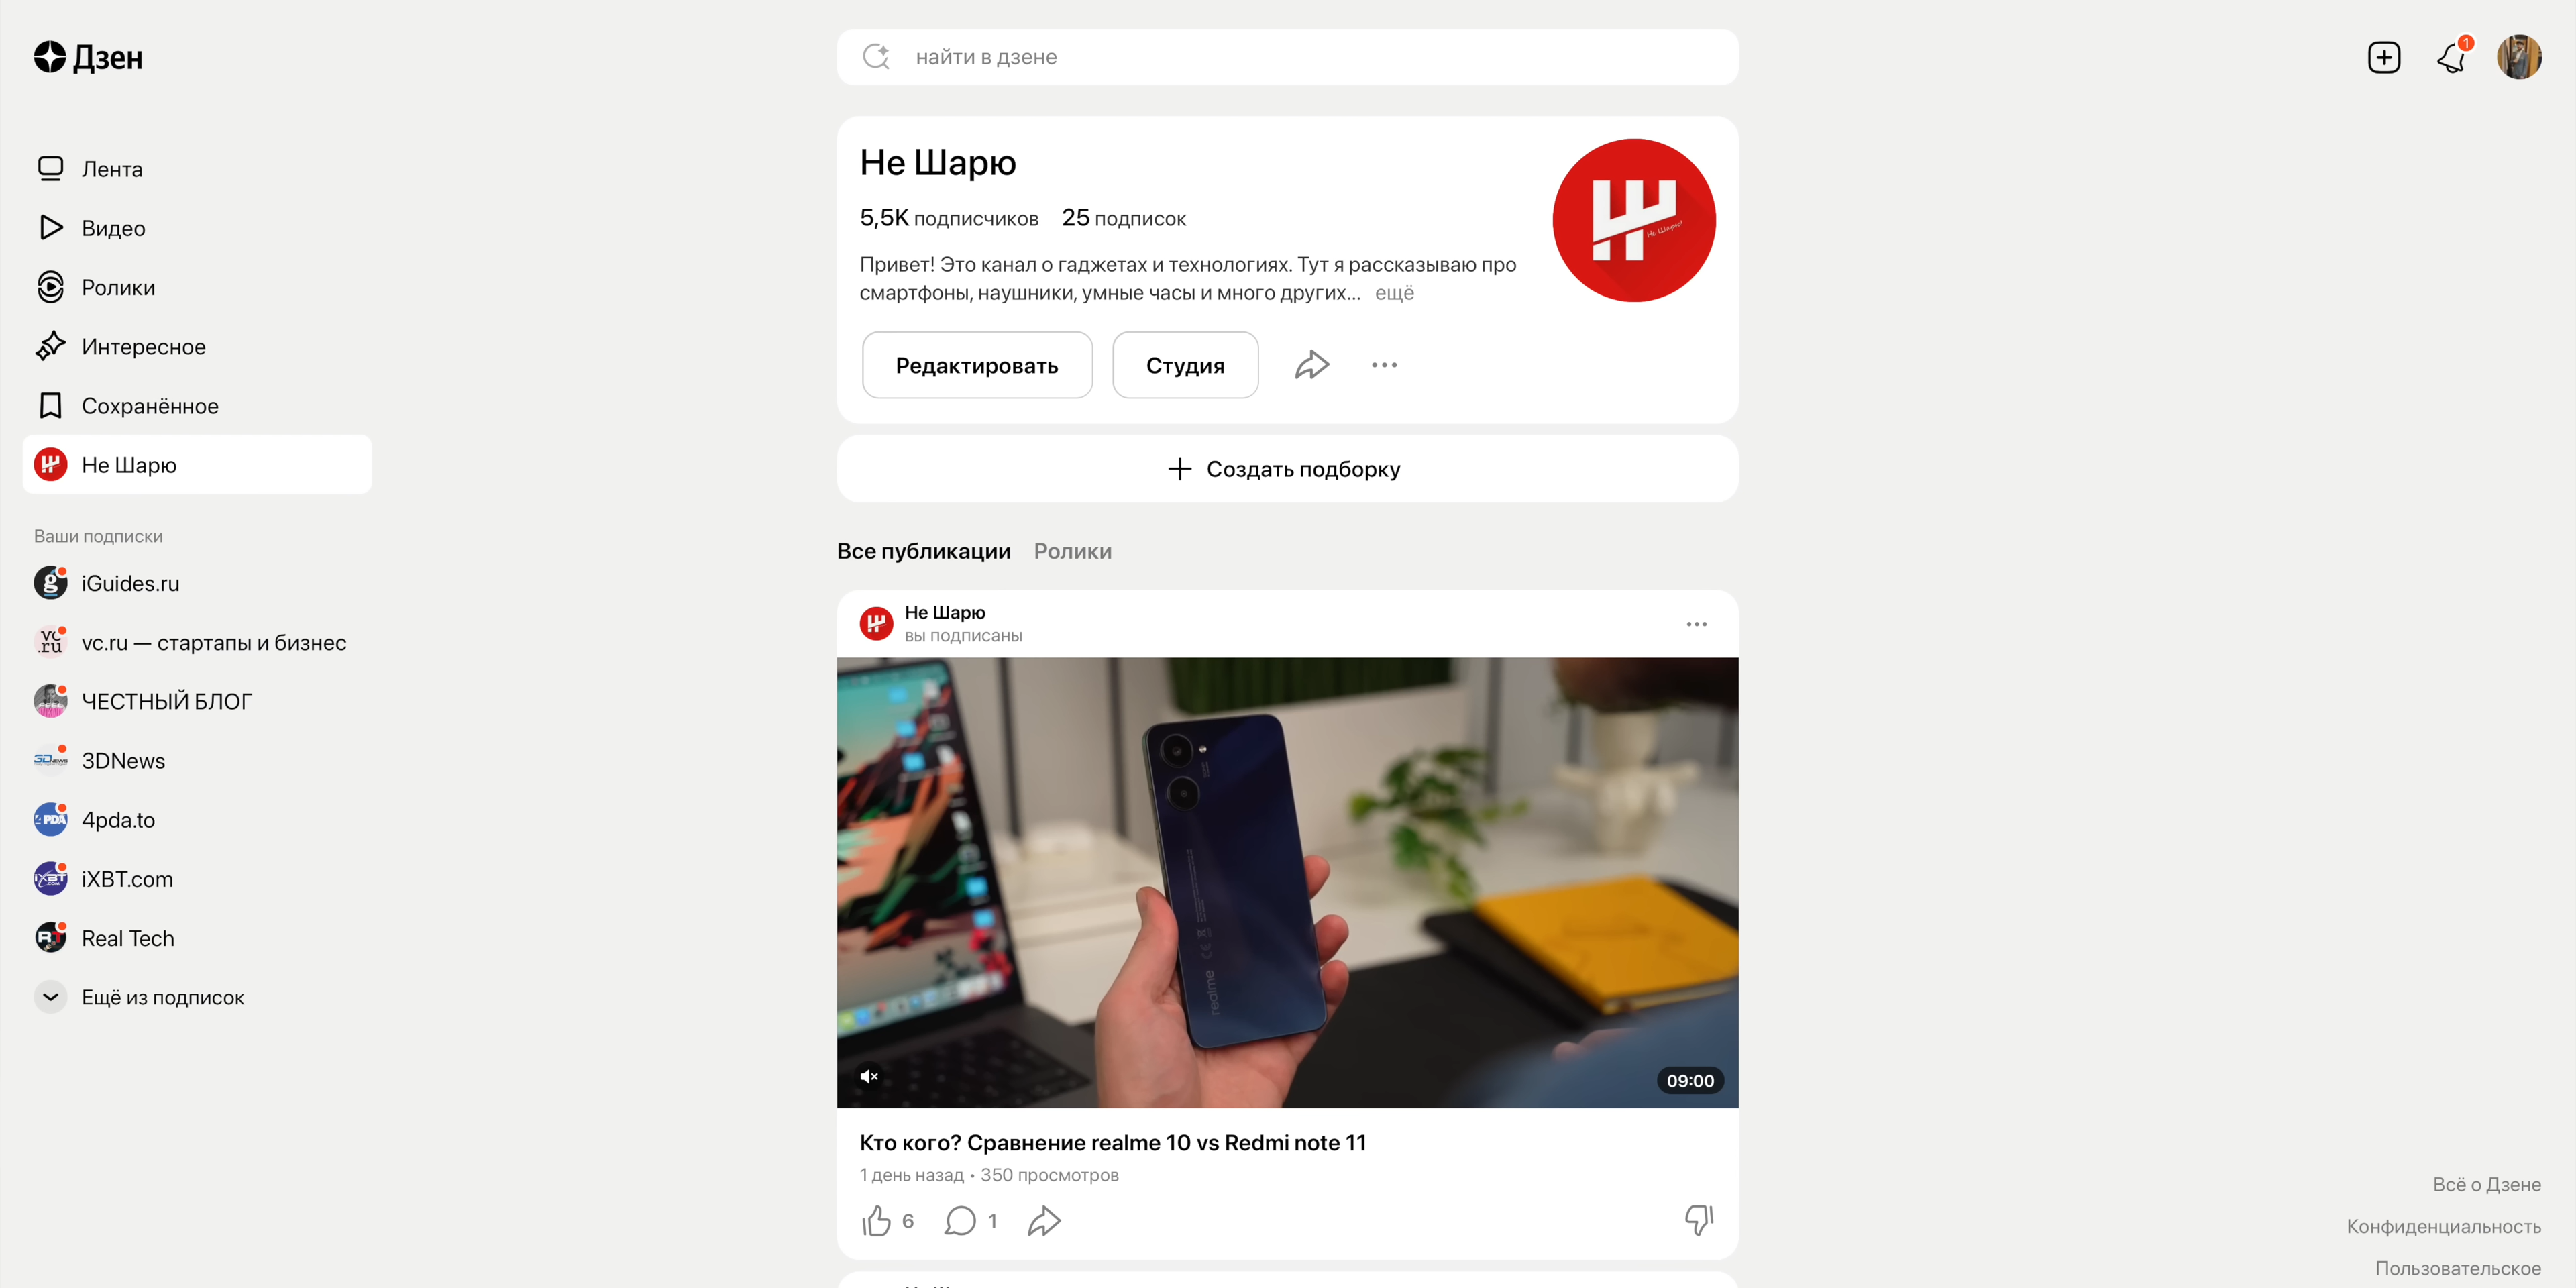 Дзен
найти в дзене
1
Лента
Видео
Ролики
Интересное
Сохранённое
Не Шарю
Ваши подписки
iGuides.ru
vc.ru — стартапы и бизнес
ЧЕСТНЫЙ БЛОГ
3DNews
4pda.to
iXBT.com
Real Tech
Ещё из подписок
Не Шарю
5,5K подписчиков 25 подписок
Привет! Это канал о гаджетах и технологиях. Тут я рассказываю про
смартфоны, наушники, умные часы и много других... ещё
Не Шарю!
Редактировать
Студия
Создать подборку
Все публикации Ролики
Не Шарю
вы подписаны
realme
09:00
Кто кого? Сравнение realme 10 vs Redmi note 11
1 день назад • 350 просмотров
6
1
Всё о Дзене
Конфиденциальность
Пользовательское